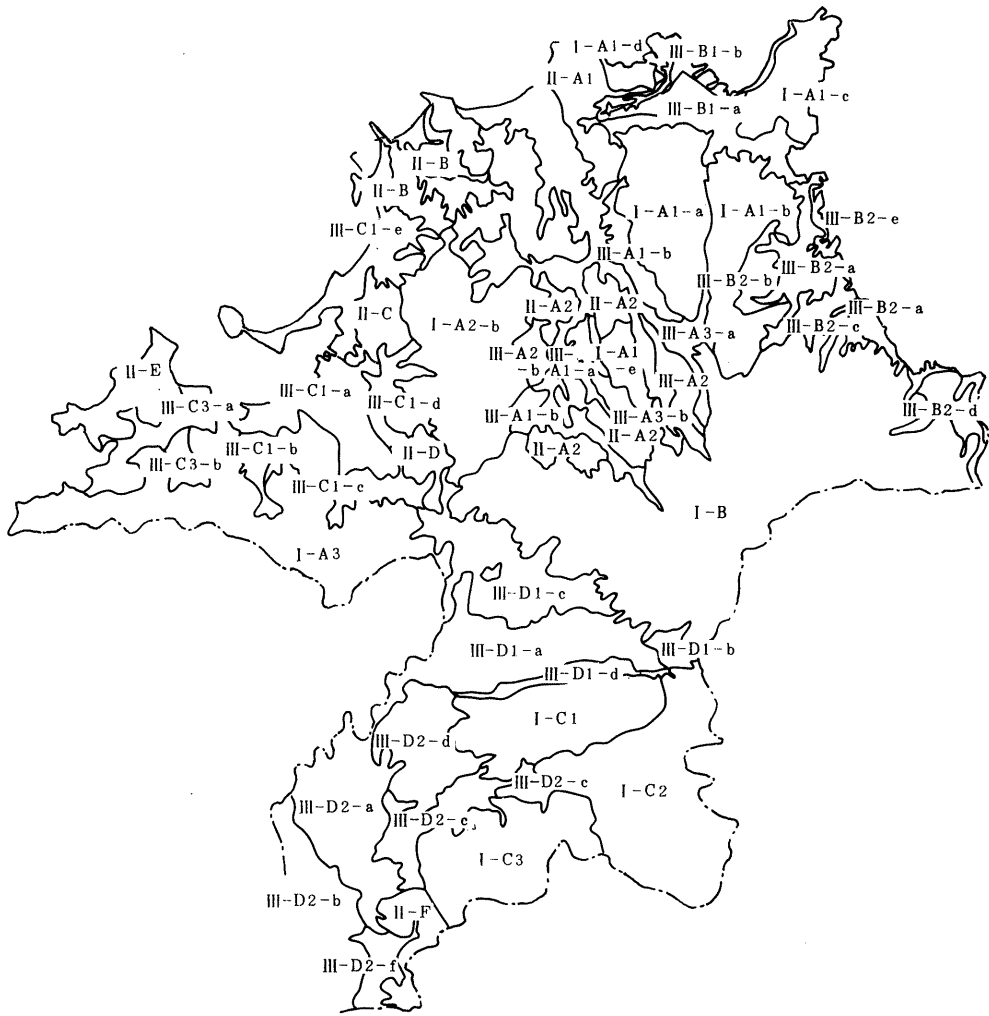 I-A1-d
III-B1-b
II-A1
I-A1-c
III-B1-a
II-B
II-B
I-A1-a
I-A1-b
III-B2-e
III-C1-e
III-A1-b
III-B2-a
III-B2-b
II-A2
II-A2
III-B2-a
II-C
I-A2-b
III-B2-c
III-A3-a
III-A2
-b
III-
A1-a
I-A1
-e
II-E
III-A2
III-C1-a
III-C1-d
III-C3-a
III-B2-d
III-A1-b
III-A3-b
II-A2
III-C1-b
II-D
II-A2
III-C3-b
III-C1-c
I-B
I-A3
III-D1-c
III-D1-a
III-D1-b
III-D1-d
I-C1
III-D2-d
III-D2-c
I-C2
III-D2-a
III-D2-e
I-C3
III-D2-b
II-F
III-D2-f